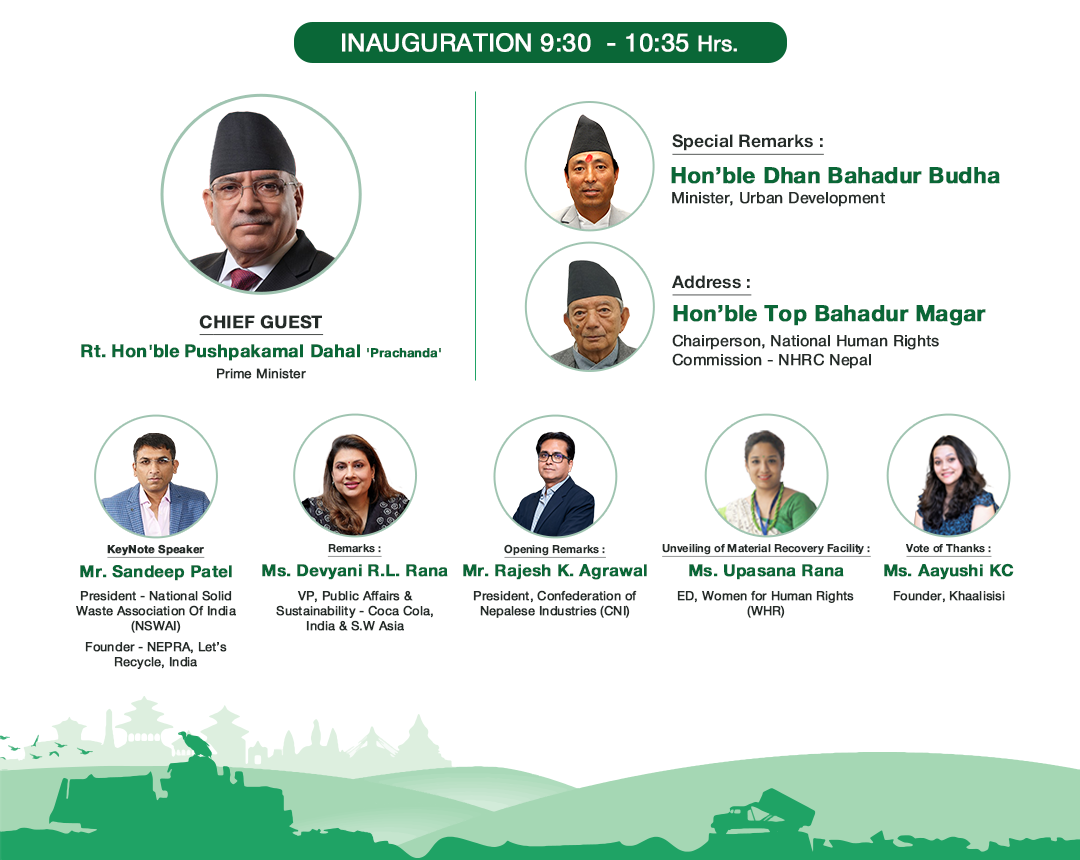 INAUGURATION 9:30 - 10:35 Hrs.
CHIEF GUEST
Rt. Hon'ble Pushpakamal Dahal 'Prachanda'
Prime Minister
Special Remarks :
Hon’ble Dhan Bahadur Budha
Minister, Urban Development
Address :
Hon’ble Top Bahadur Magar
Chairperson, National Human Rights
Commission - NHRC Nepal
KeyNote Speaker
Mr. Sandeep Patel
President - National Solid
Waste Association Of India
(NSWAI)
Founder - NEPRA, Let’s
Recycle, India
Remarks :
Ms. Devyani R.L. Rana
VP, Public Affairs &
Sustainability - Coca Cola,
India & S.W Asia
Opening Remarks :
Mr. Rajesh K. Agrawal
President, Confederation of
Nepalese Industries (CNI)
Unveiling of Material Recovery Facility :
Ms. Upasana Rana
ED, Women for Human Rights
(WHR)
Vote of Thanks :
Ms. Aayushi KC
Founder, Khaalisisi